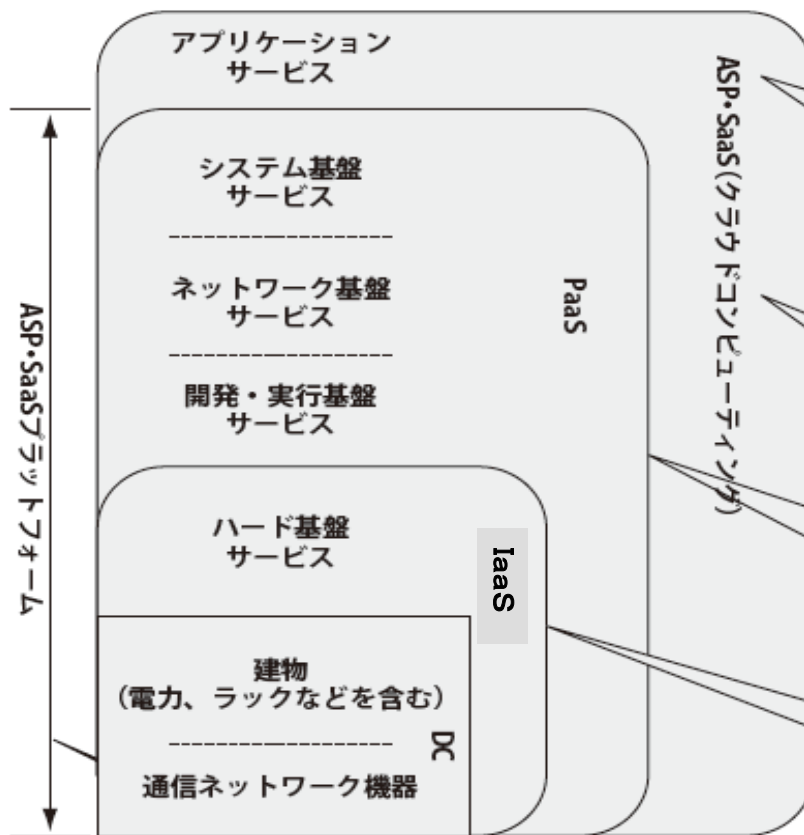 アプリケーション
サービス
システム基盤
サービス
ネットワーク基盤
サービス
開発・実行基盤
サービス
ハード基盤
サービス
建物
（電力、ラックなどを含む）
通信ネットワーク機器
DC
IaaS
PaaS
ASP・SaaS（クラウドコンピューティング）
ASP・SaaSプラットフォーム